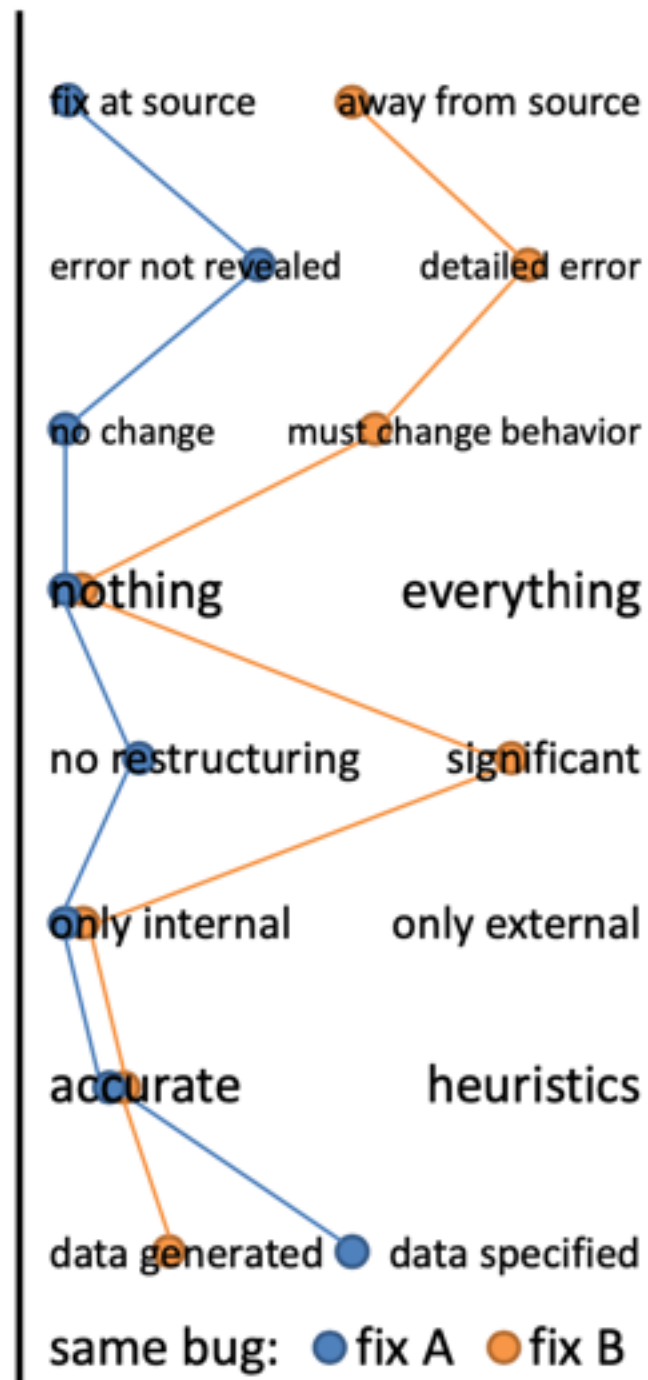 fix at source away from source
error not revealed detailed error
no change must change behavior
nothing everything
no restructuring significant
only internal only external
accurate heuristics
data generated data specified
same bug: fix A fix B